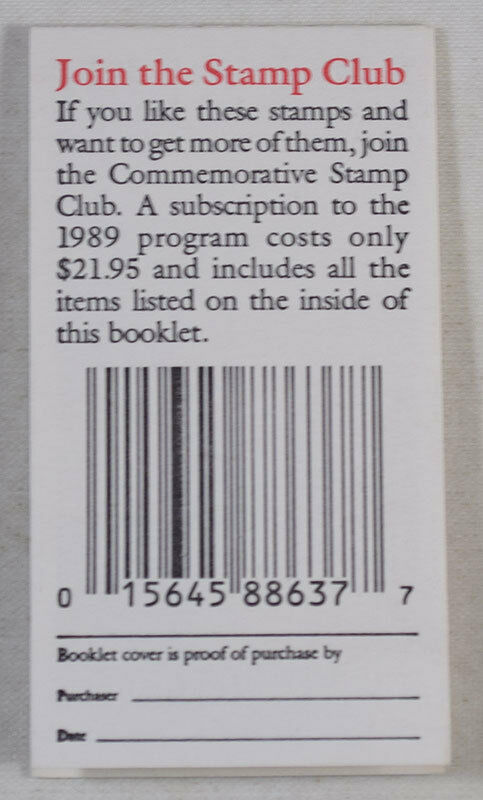 Join the Stamp Club
If you like these stamps and
want to get more of them, join
the Commemorative Stamp
Club. A subscription to the
1989 program costs only
$21.95 and includes all the
items listed on the inside of
this booklet.
0 15645 88637 7
Booklet cover is proof of purchase by
Purchaser
Date